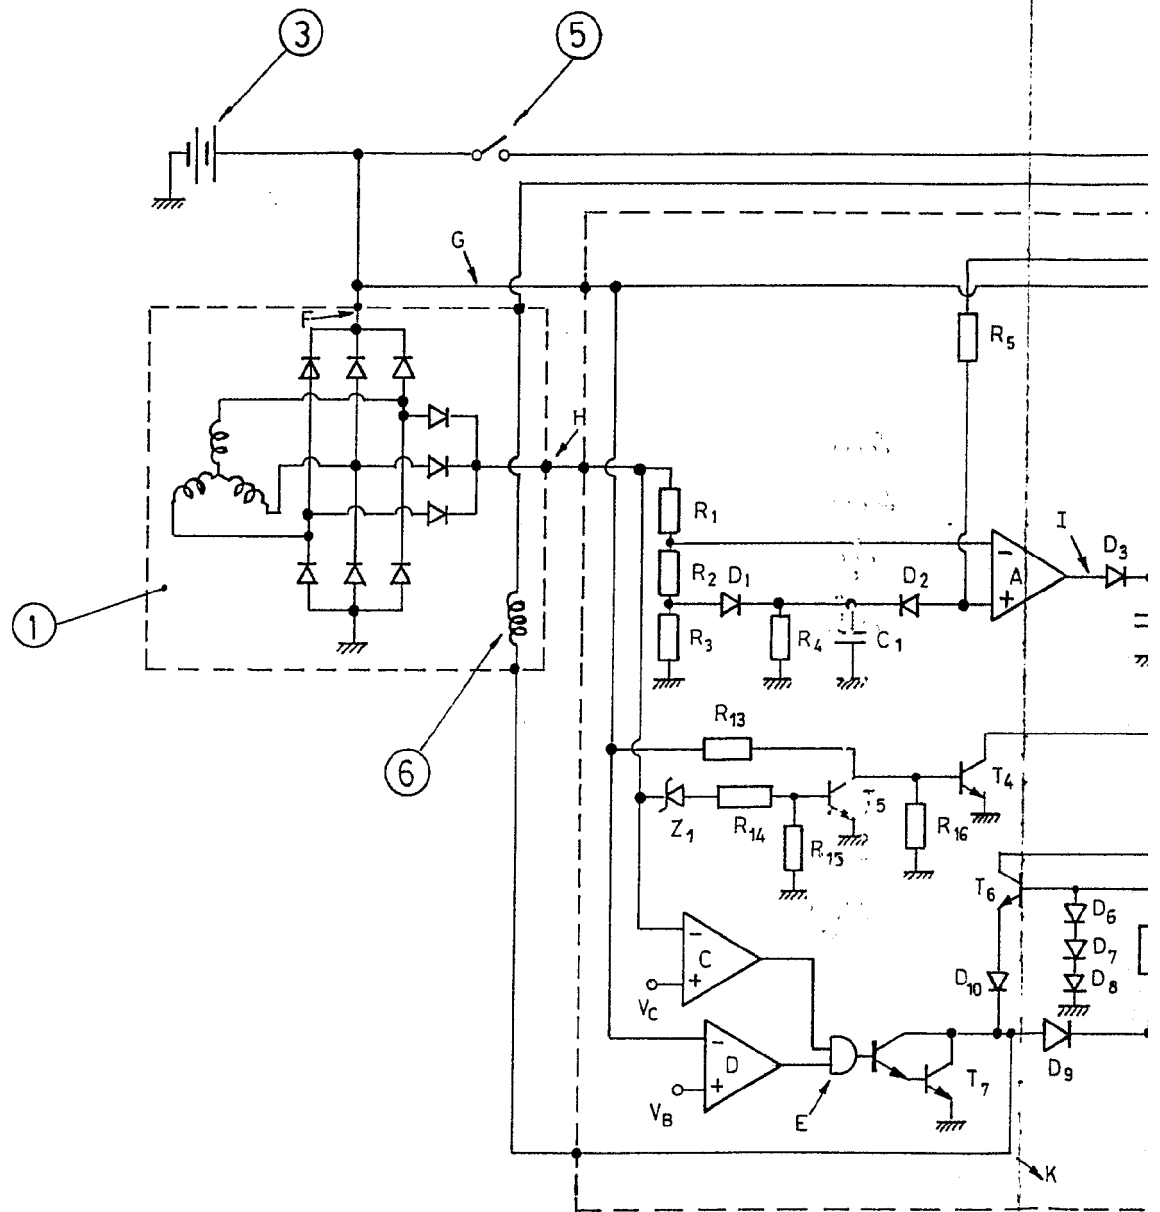 3
5
G
F
R5
H
R1
I
D3
R2
D1
D2
A
−
+
1
R3
R4
C1
R13
6
T4
Z1
R14
T5
R15
R16
T6
D6
C
−
+
D7
D10
D8
VC
D
−
+
D9
T7
VB
E
K